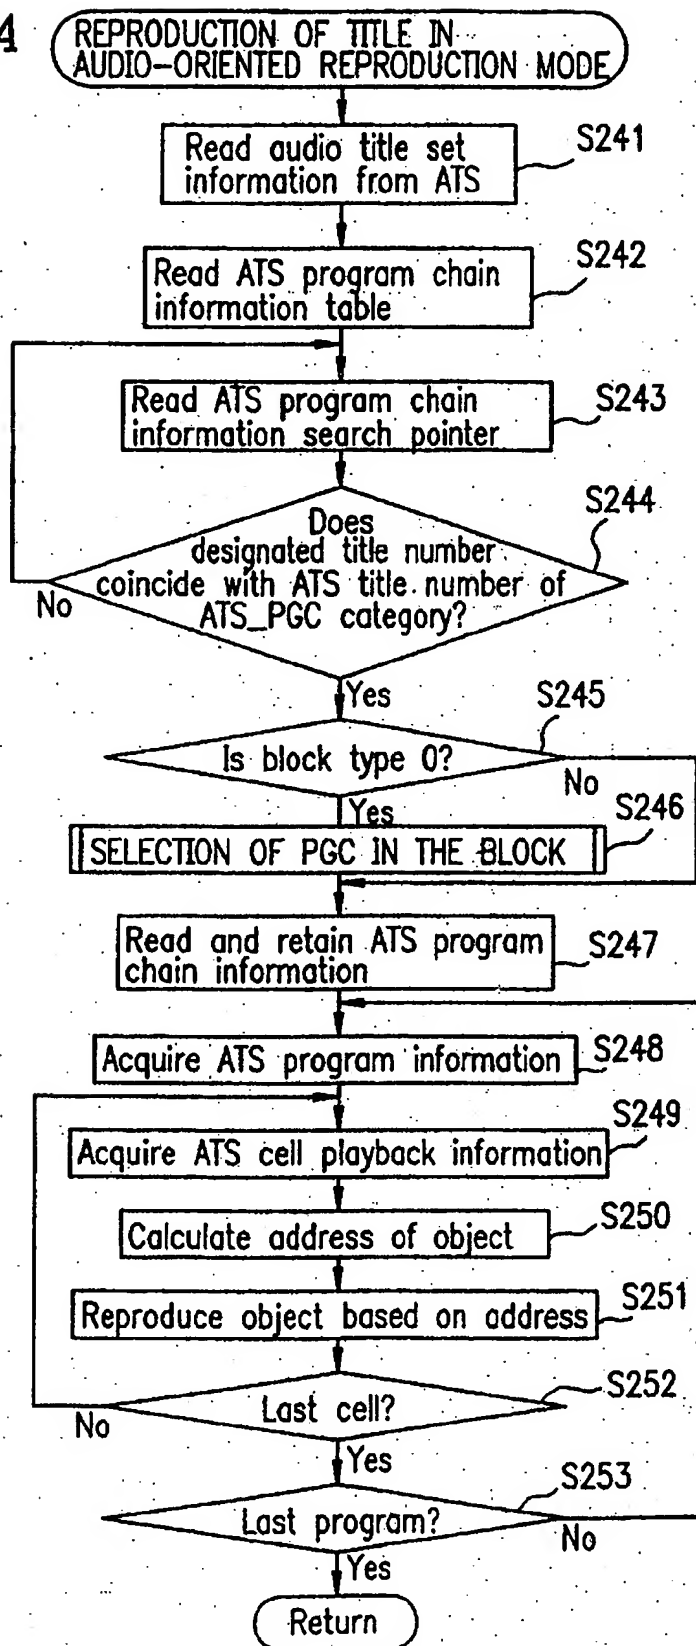 4
REPRODUCTION OF TITLE IN
AUDIO-ORIENTED REPRODUCTION MODE
Read audio title set
information from ATS
S241
Read ATS program chain
information table
S242
Read ATS program chain
information search pointer
S243
Does
designated title number
coincide with ATS title number of
ATS_PGC category?
S244
No
Yes
Is block type 0?
S245
No
Yes
SELECTION OF PGC IN THE BLOCK
S246
Read and retain ATS program
chain information
S247
Acquire ATS program information
S248
Acquire ATS cell playback information
S249
Calculate address of object
S250
Reproduce object based on address
S251
Last cell?
S252
No
Yes
Last program?
S253
No
Yes
Return